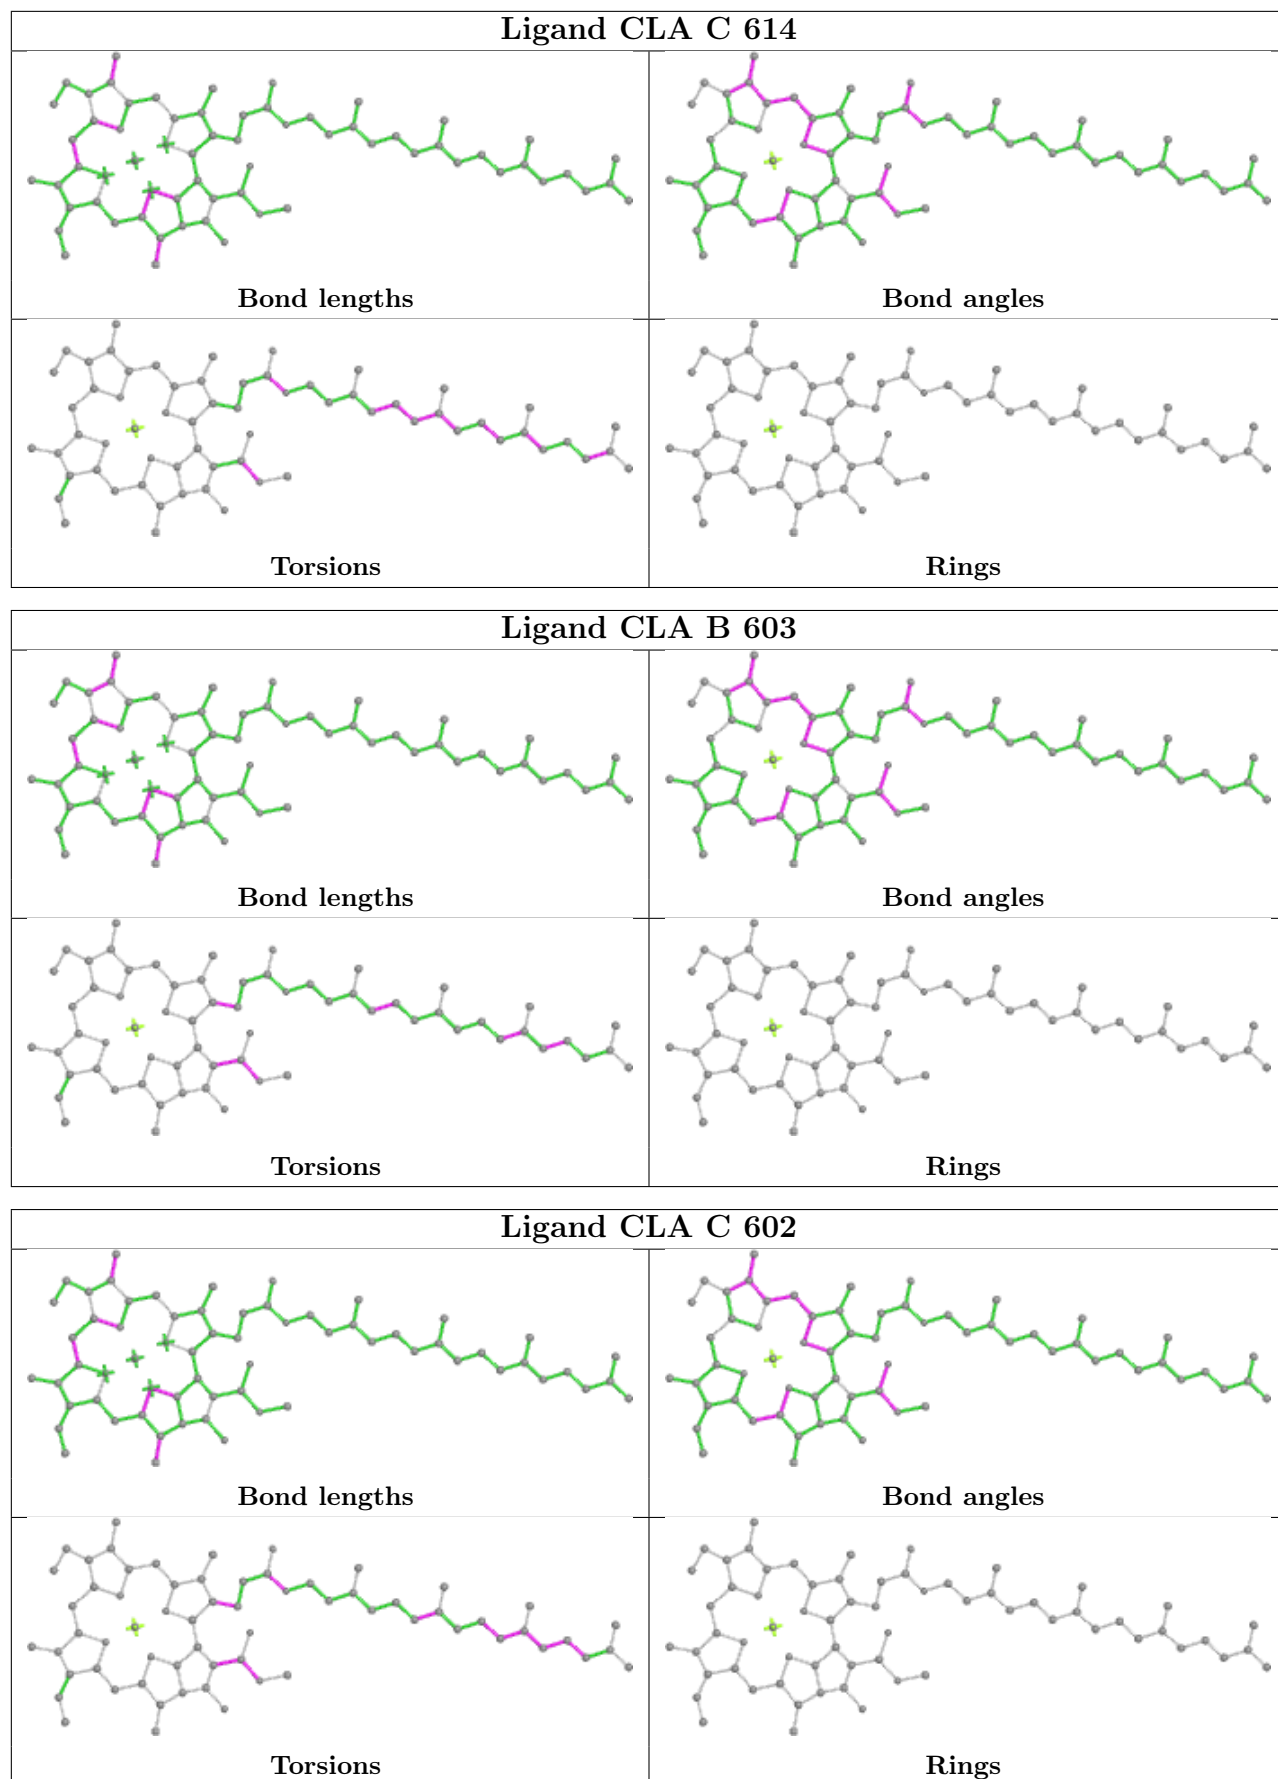 Ligand CLA C 614
Bond lengths
Bond angles
Torsions
Rings
Ligand CLA B 603
Bond lengths
Bond angles
Torsions
Rings
Ligand CLA C 602
Bond lengths
Bond angles
Torsions
Rings